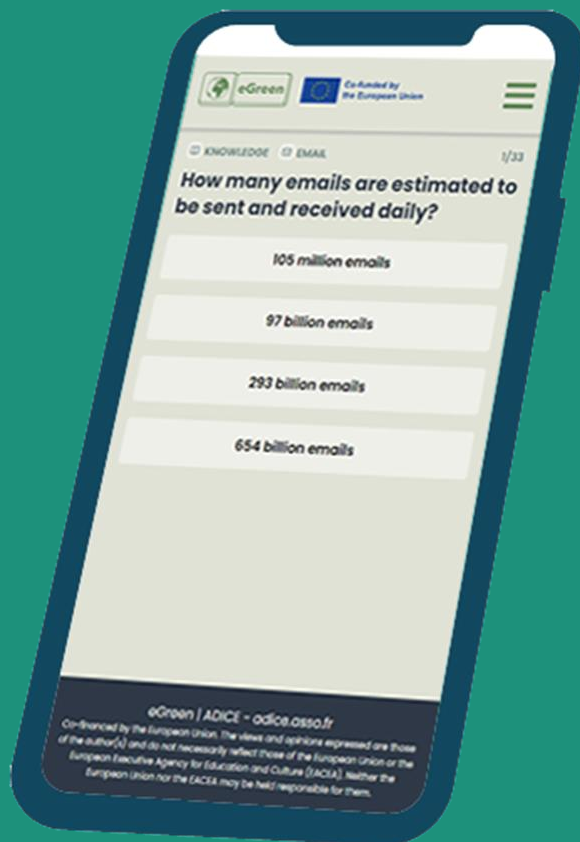 eGreen
Co-funded by
the European Union
KNOWLEDGE EMAIL 1/33
How many emails are estimated to
be sent and received daily?
105 million emails
97 billion emails
293 billion emails
654 billion emails
eGreen | ADICE - adice.asso.fr
Co-financed by the European Union. The views and opinions expressed are those
of the author(s) and do not necessarily reflect those of the European Union or the
European Executive Agency for Education and Culture (EACEA). Neither the
European Union nor the EACEA may be held responsible for them.